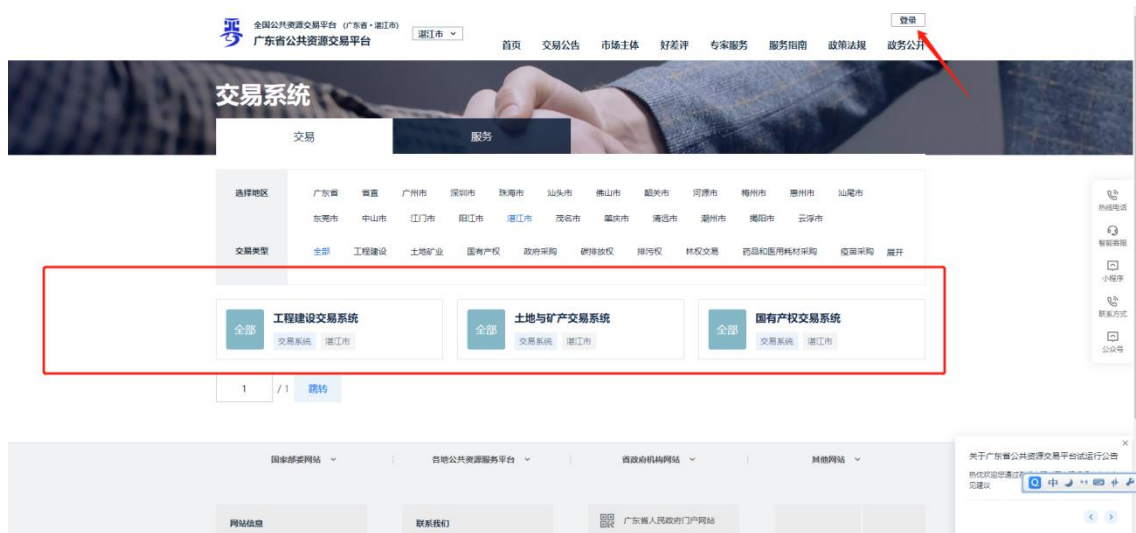 全国公共资源交易平台 (广东省·湛江市)
广东省公共资源交易平台
湛江市
登录
首页 交易公告 市场主体 好差评 专家服务 服务指南 政策法规 政务公开
交易系统
交易 服务
选择地区 广东省 省直 广州市 深圳市 珠海市 汕头市 佛山市 韶关市 河源市 梅州市 惠州市 汕尾市
东莞市 中山市 江门市 阳江市 湛江市 茂名市 肇庆市 清远市 潮州市 揭阳市 云浮市
交易类型 全部 工程建设 土地矿业 国有产权 政府采购 碳排放权 排污权 林权交易 药品和医用耗材采购 疫苗采购 展开
全部 工程建设交易系统
交易系统 湛江市
全部 土地与矿产交易系统
交易系统 湛江市
全部 国有产权交易系统
交易系统 湛江市
1 / 1 跳转
热线电话
智能客服
小程序
联系方式
公众号
国家部委网站 各地公共资源服务平台 省政府机构网站 其他网站
网站信息 联系我们 广东省人民政府门户网站
关于广东省公共资源交易平台试运行公告
热忱欢迎您通过
见建议
中